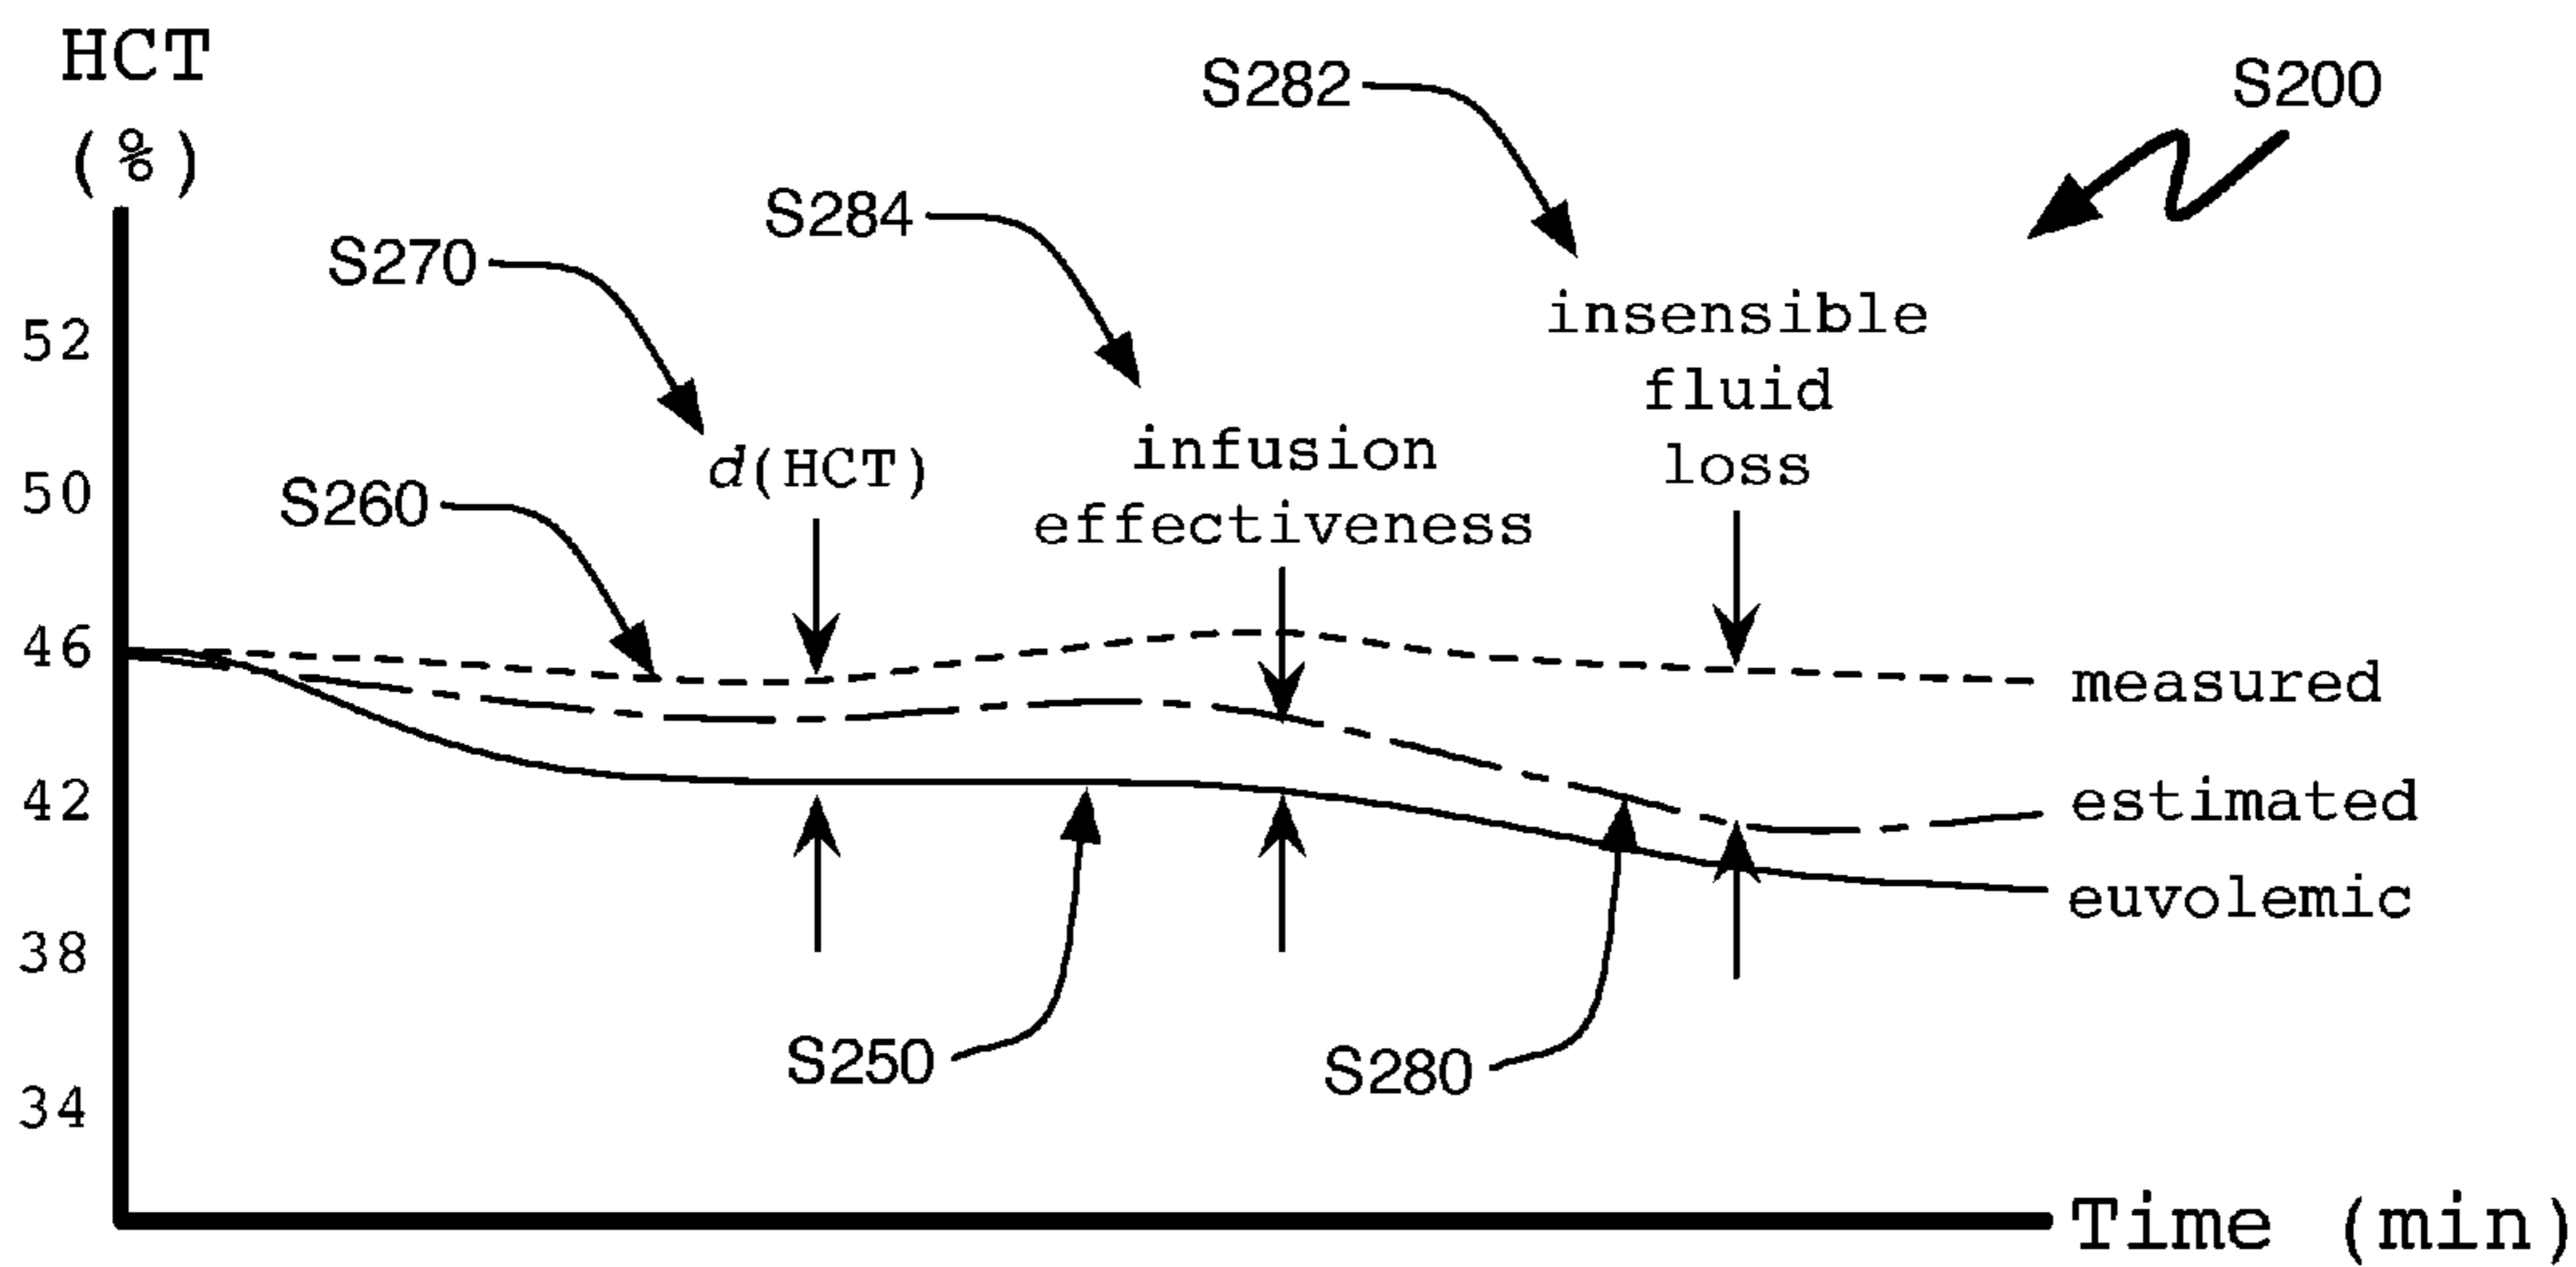 HCT
(%)
S282
S200
S284
S270
insensible
fluid
loss
52
d(HCT)
infusion
effectiveness
50
S260
46
measured
42
estimated
euvolemic
38
S250
S280
34
Time (min)